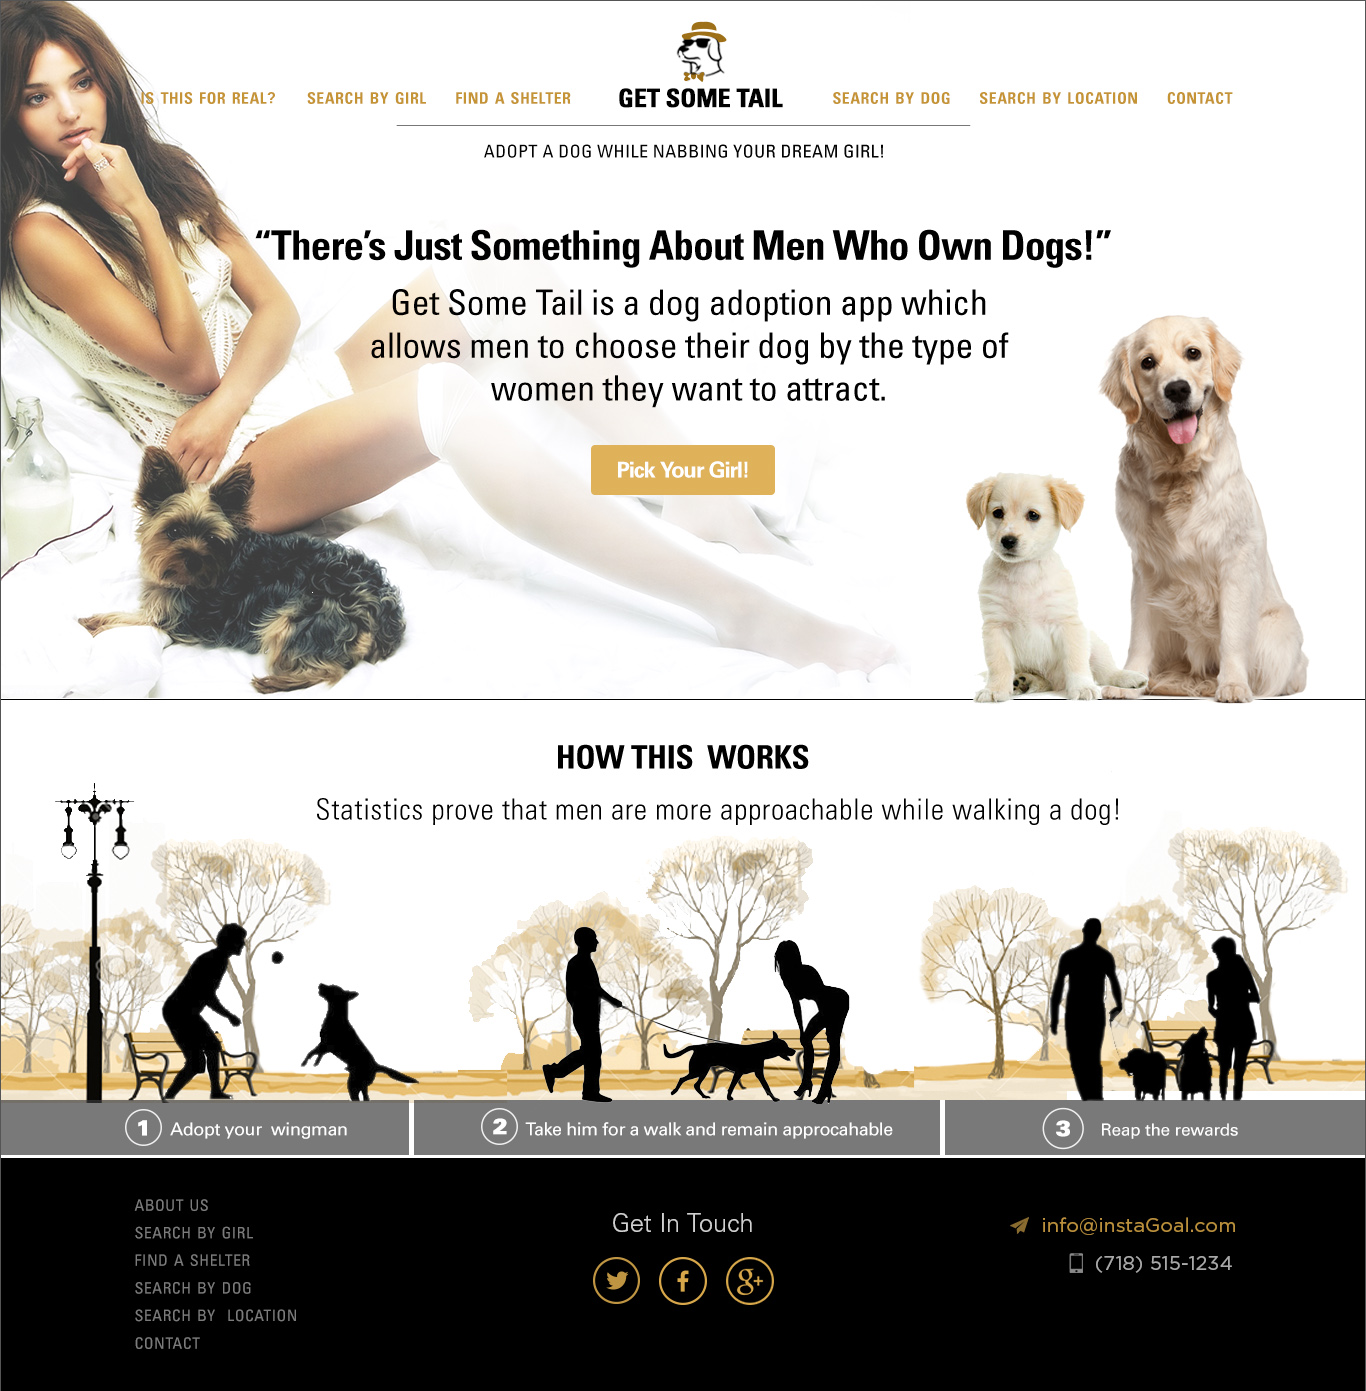 IS THIS FOR REAL?
SEARCH BY GIRL
FIND A SHELTER
GET SOME TAIL
SEARCH BY DOG
SEARCH BY LOCATION
CONTACT
ADOPT A DOG WHILE NABBING YOUR DREAM GIRL!
“There’s Just Something About Men Who Own Dogs!”
Get Some Tail is a dog adoption app which
allows men to choose their dog by the type of
women they want to attract.
Pick Your Girl!
HOW THIS WORKS
Statistics prove that men are more approachable while walking a dog!
1 Adopt your wingman
2 Take him for a walk and remain approcahable
3 Reap the rewards
ABOUT US
SEARCH BY GIRL
FIND A SHELTER
SEARCH BY DOG
SEARCH BY LOCATION
CONTACT
Get In Touch
f
g+
info@instaGoal.com
(718) 515-1234